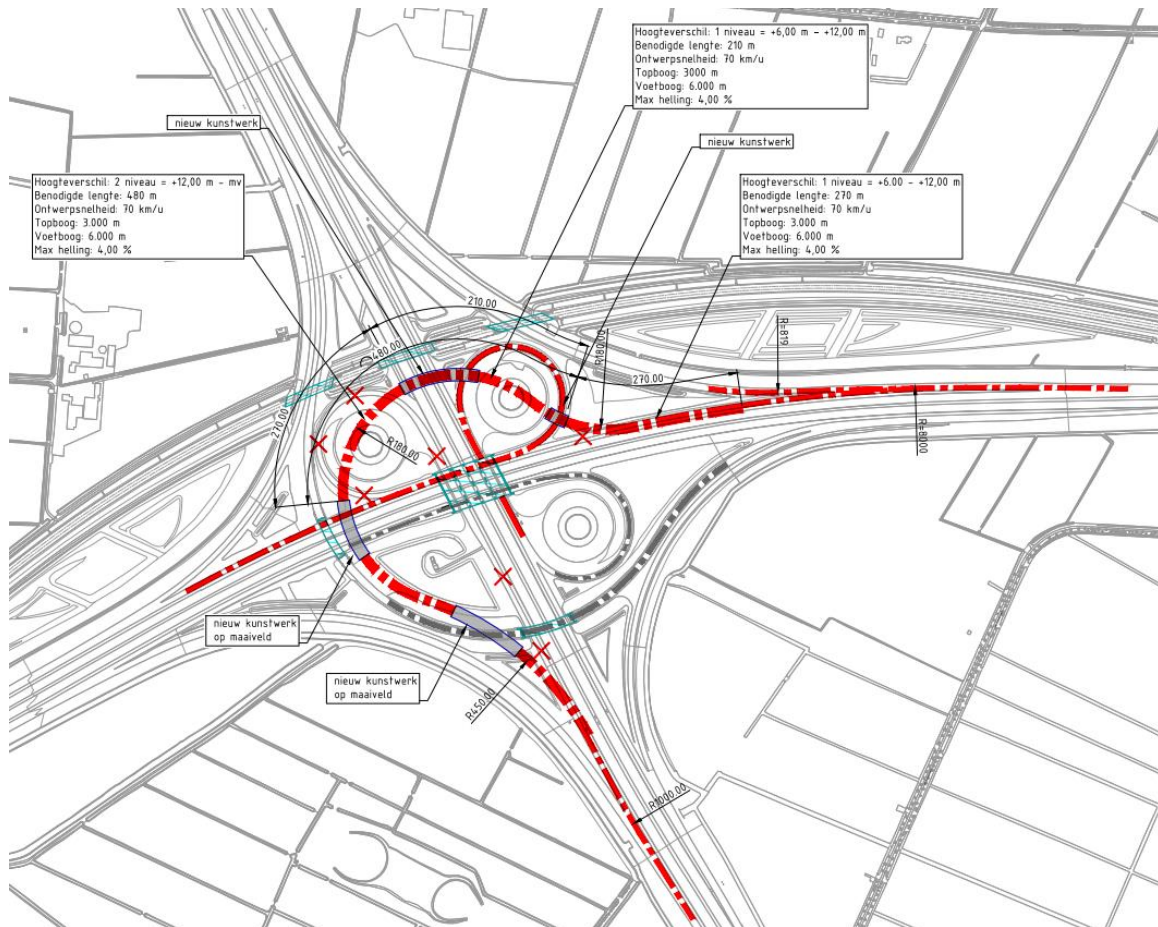 Hoogteverschil: 1 niveau = +6,00 m - +12,00 m
Benodigde lengte: 210 m
Ontwerpsnelheid: 70 km/u
Topboog: 3000 m
Voetboog: 6.000 m
Max helling: 4,00 %
nieuw kunstwerk
nieuw kunstwerk
Hoogteverschil: 2 niveau = +12,00 m - mv
Benodigde lengte: 480 m
Ontwerpsnelheid: 70 km/u
Topboog: 3.000 m
Voetboog: 6.000 m
Max helling: 4,00 %
Hoogteverschil: 1 niveau = +6.00 - +12,00 m
Benodigde lengte: 270 m
Ontwerpsnelheid: 70 km/u
Topboog: 3.000 m
Voetboog: 6.000 m
Max helling: 4,00 %
210.00
R=819
480.00
R180.00
270.00
270.00
R180.00
R=8000
nieuw kunstwerk
op maaiveld
nieuw kunstwerk
op maaiveld
R450.00
R1000.00